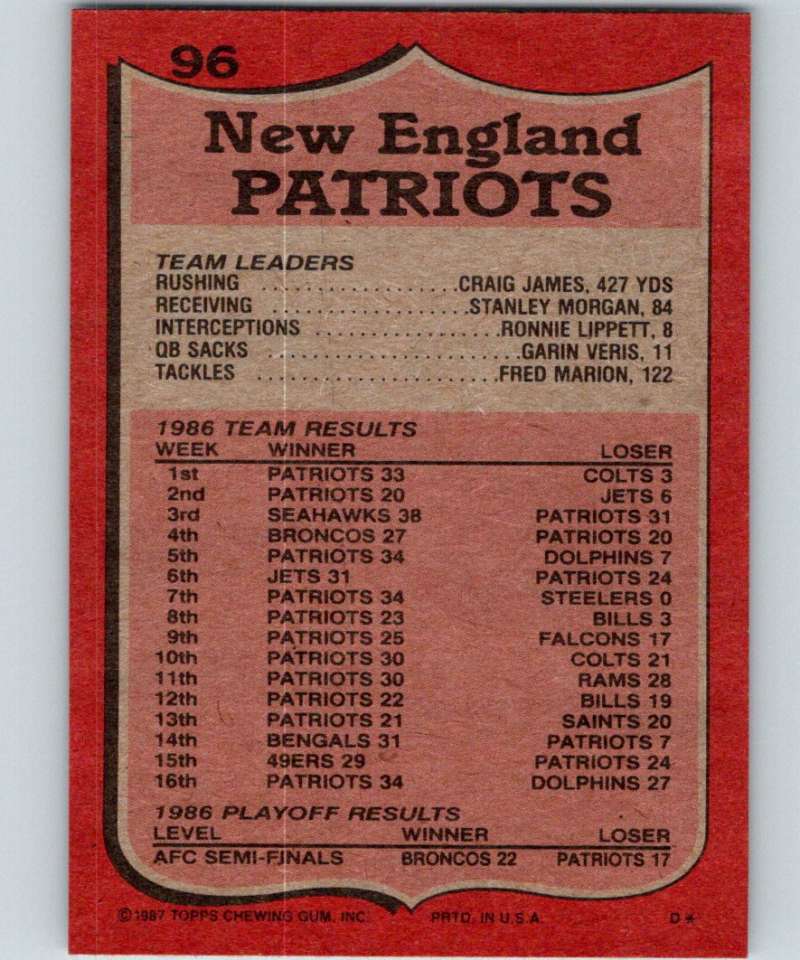 96
New England
PATRIOTS
TEAM LEADERS
RUSHING ..................CRAIG JAMES, 427 YDS
RECEIVING ..................STANLEY MORGAN, 84
INTERCEPTIONS .................RONNIE LIPPETT, 8
QB SACKS .......................GARIN VERIS, 11
TACKLES ......................FRED MARION, 122
1986 TEAM RESULTS
WEEK WINNER LOSER
1st PATRIOTS 33 COLTS 3
2nd PATRIOTS 20 JETS 6
3rd SEAHAWKS 38 PATRIOTS 31
4th BRONCOS 27 PATRIOTS 20
5th PATRIOTS 34 DOLPHINS 7
6th JETS 31 PATRIOTS 24
7th PATRIOTS 34 STEELERS 0
8th PATRIOTS 23 BILLS 3
9th PATRIOTS 25 FALCONS 17
10th PATRIOTS 30 COLTS 21
11th PATRIOTS 30 RAMS 28
12th PATRIOTS 22 BILLS 19
13th PATRIOTS 21 SAINTS 20
14th BENGALS 31 PATRIOTS 7
15th 49ERS 29 PATRIOTS 24
16th PATRIOTS 34 DOLPHINS 27
1986 PLAYOFF RESULTS
LEVEL WINNER LOSER
AFC SEMI-FINALS BRONCOS 22 PATRIOTS 17
©1987 TOPPS CHEWING GUM, INC. PRTD. IN U.S.A. D*